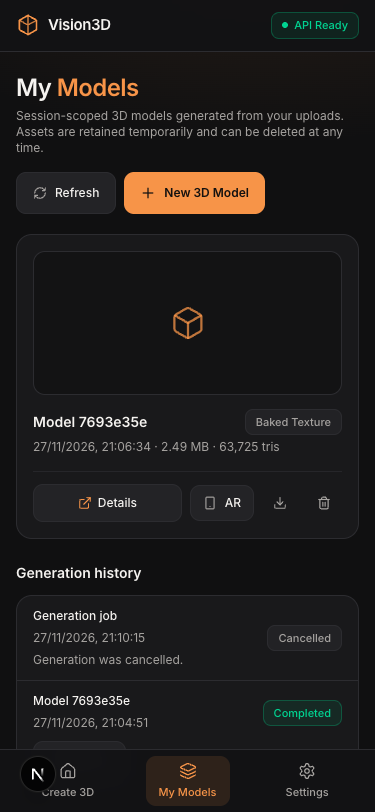 Vision3D
API Ready
My Models
Session-scoped 3D models generated from your uploads.
Assets are retained temporarily and can be deleted at any
time.
Refresh
New 3D Model
Model 7693e35e
Baked Texture
27/11/2026, 21:06:34 · 2.49 MB · 63,725 tris
Details
AR
Generation history
Generation job
27/11/2026, 21:10:15
Cancelled
Generation was cancelled.
Model 7693e35e
27/11/2026, 21:04:51
Completed
N
Create 3D
My Models
Settings